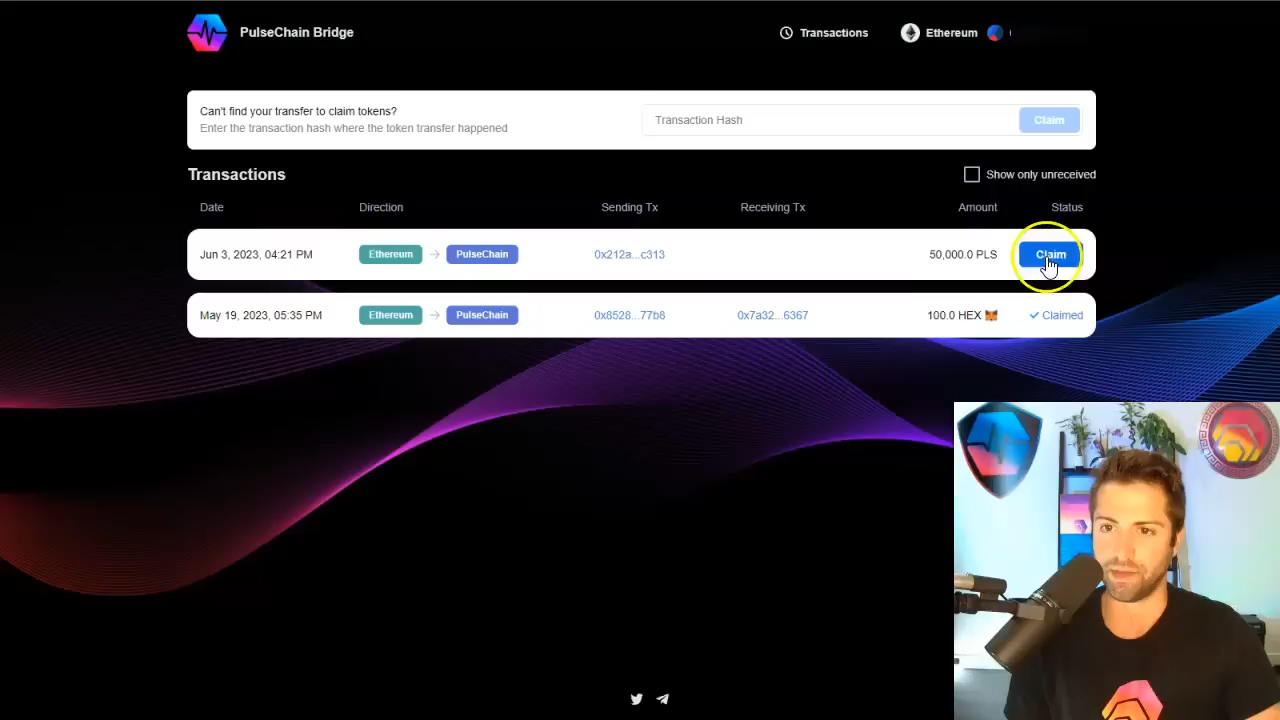 PulseChain Bridge
Transactions
Ethereum
Can't find your transfer to claim tokens?
Enter the transaction hash where the token transfer happened
Transaction Hash
Claim
Transactions
Show only unreceived
Date Direction Sending Tx Receiving Tx Amount Status
Jun 3, 2023, 04:21 PM Ethereum → PulseChain 0x212a...c313 50,000.0 PLS Claim
May 19, 2023, 05:35 PM Ethereum → PulseChain 0x8528...77b8 0x7a32...6367 100.0 HEX Claimed